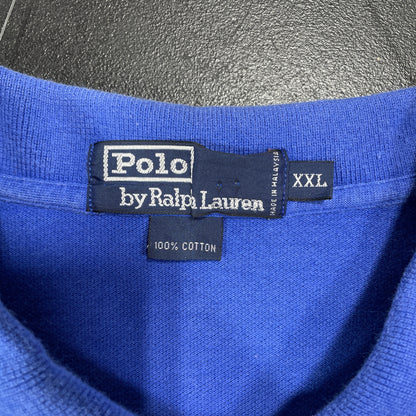 Polo
by Ralph Lauren
MADE IN MALAYSIA
XXL
100% COTTON